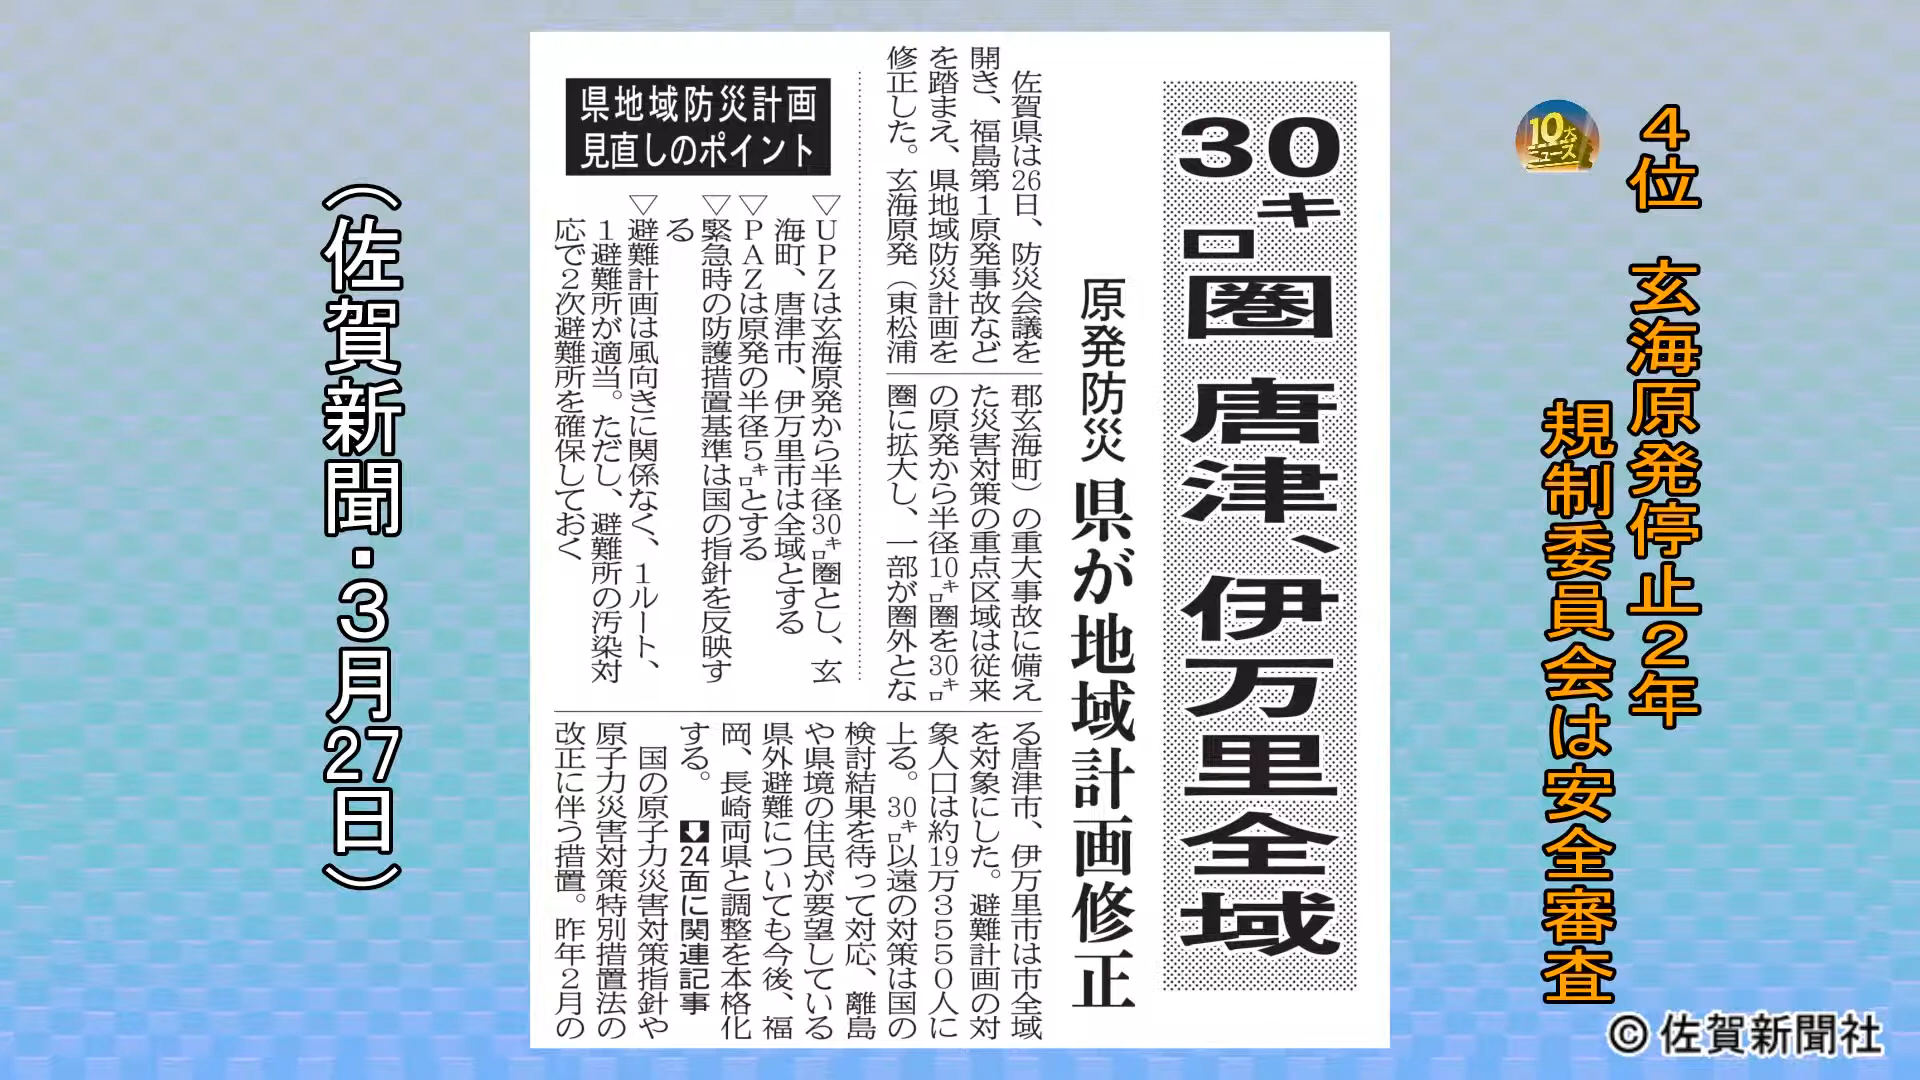 4位　玄海原発停止2年
規制委員会は安全審査
10大
ニュース
30キロ圏 唐津、伊万里全域
原発防災 県が地域計画修正
佐賀県は26日、防災会議を
開き、福島第1原発事故など
を踏まえ、県地域防災計画を
修正した。玄海原発（東松浦
郡玄海町）の重大事故に備え
た災害対策の重点区域は従来
の原発から半径10キロ圏を30キロ
圏に拡大し、一部が圏外とな
る唐津市、伊万里市は市全域
を対象にした。避難計画の対
象人口は約19万3550人に
上る。30キロ以遠の対策は国の
検討結果を待って対応、離島
や県境の住民が要望している
県外避難についても今後、福
岡、長崎両県と調整を本格化
する。　⬇24面に関連記事
国の原子力災害対策指針や
原子力災害対策特別措置法の
改正に伴う措置。昨年2月の
県地域防災計画
見直しのポイント
▽UPZは玄海原発から半径30キロ圏とし、玄
海町、唐津市、伊万里市は全域とする
▽PAZは原発の半径5キロとする
▽緊急時の防護措置基準は国の指針を反映す
る
▽避難計画は風向きに関係なく、1ルート、
1避難所が適当。ただし、避難所の汚染対
応で2次避難所を確保しておく
（佐賀新聞・3月27日）
© 佐賀新聞社